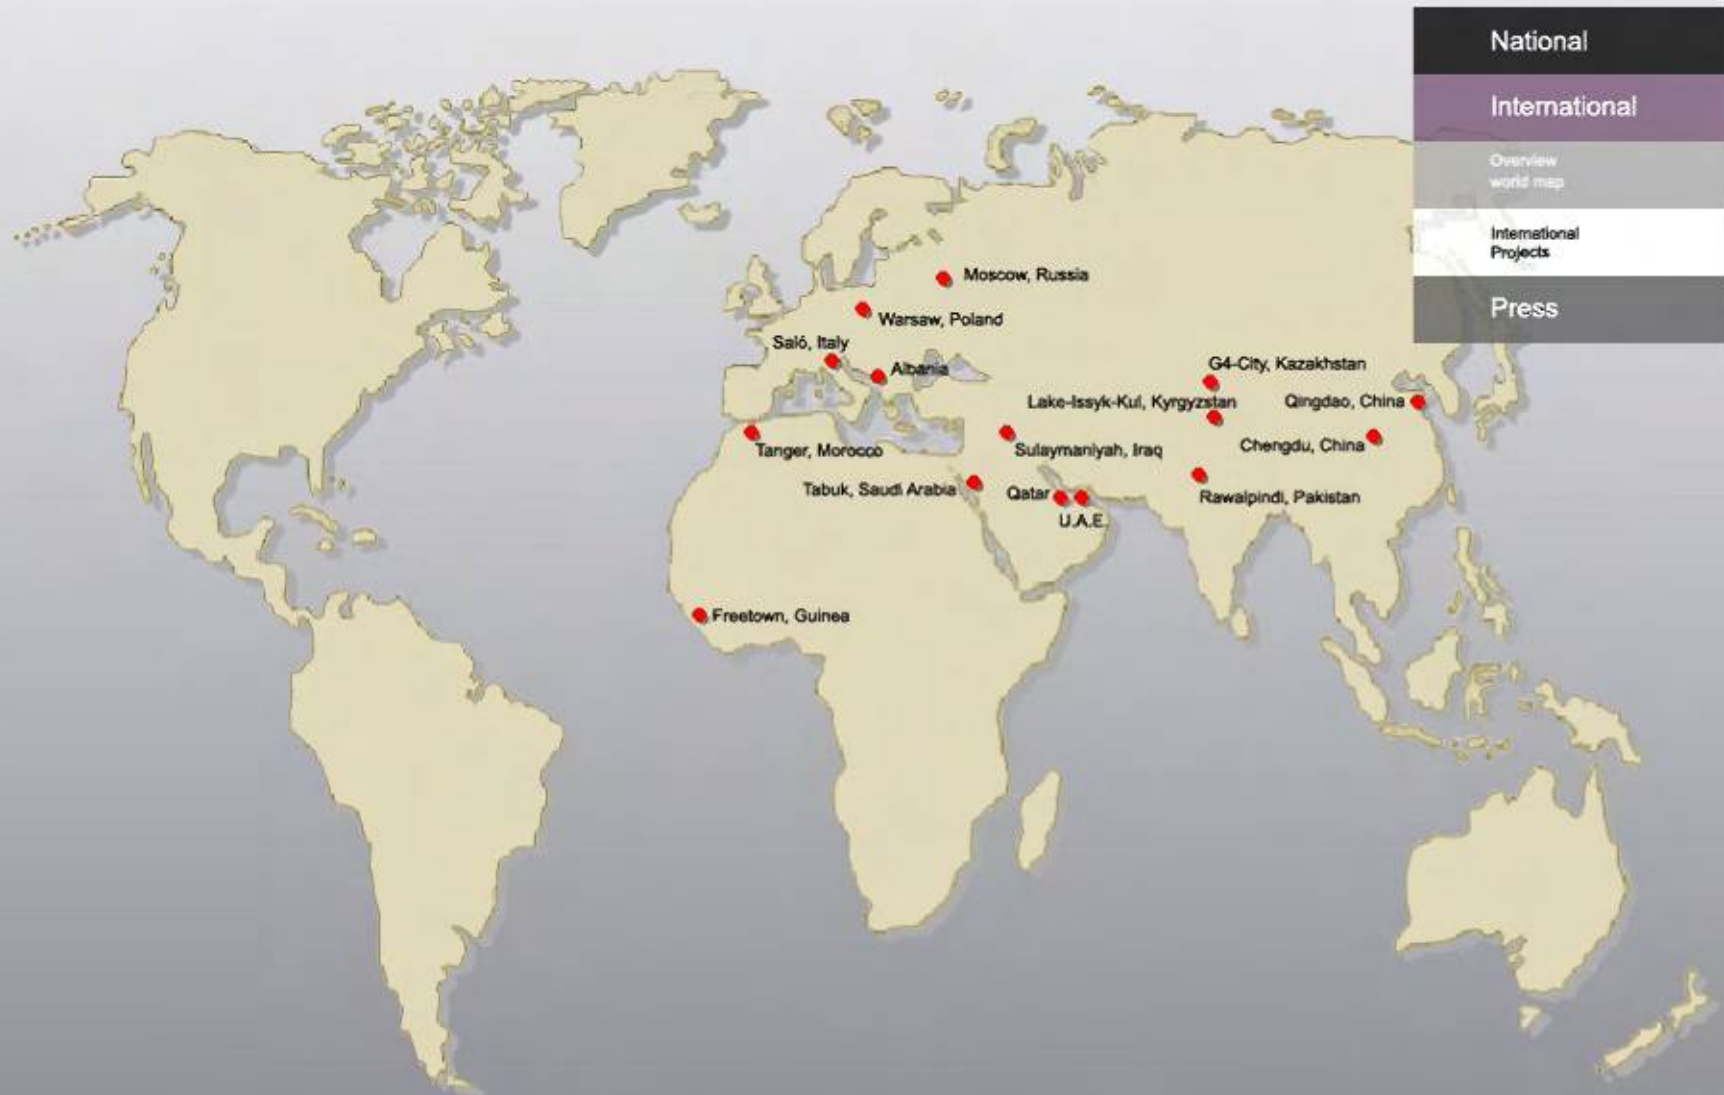 National
International
Overview
world map
International
Projects
Press
Moscow, Russia
Warsaw, Poland
Saló, Italy
Albania
G4-City, Kazakhstan
Lake-Issyk-Kul, Kyrgyzstan
Qingdao, China
Chengdu, China
Tanger, Morocco
Sulaymaniyah, Iraq
Tabuk, Saudi Arabia
Qatar
U.A.E.
Rawalpindi, Pakistan
Freetown, Guinea